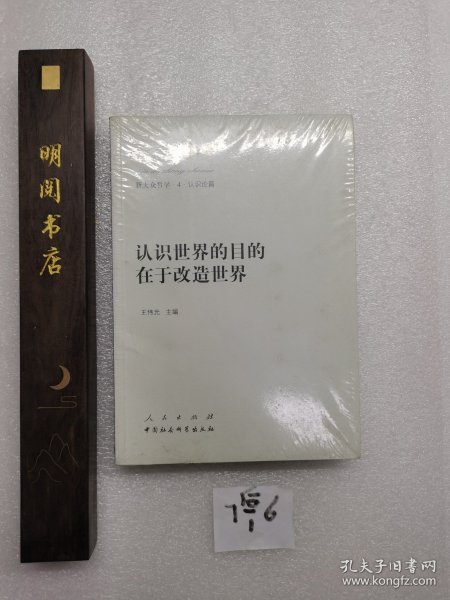 明阅书店
新大众哲学·4·认识论篇
认识世界的目的
在于改造世界
王伟光 主编
人民出版社
中国社会科学出版社
孔夫子旧书网
www.kongfz.com